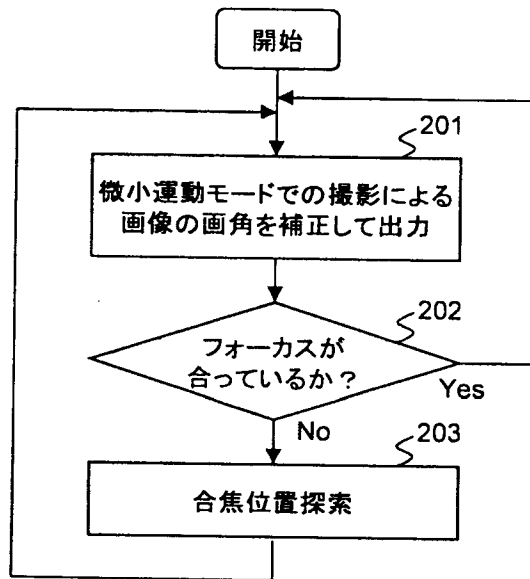 開始
201
微小運動モードでの撮影による
画像の画角を補正して出力
202
フォーカスが
合っているか？
Yes
No
203
合焦位置探索